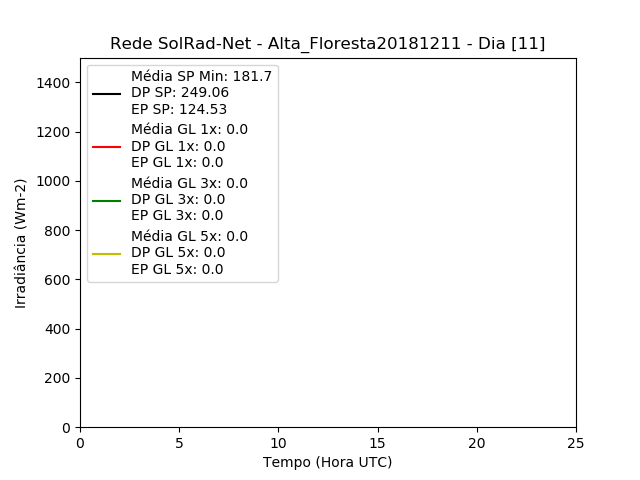 Rede SolRad-Net - Alta_Floresta20181211 - Dia [11]
Média SP Min: 181.7
DP SP: 249.06
EP SP: 124.53
Média GL 1x: 0.0
DP GL 1x: 0.0
EP GL 1x: 0.0
Média GL 3x: 0.0
DP GL 3x: 0.0
EP GL 3x: 0.0
Média GL 5x: 0.0
DP GL 5x: 0.0
EP GL 5x: 0.0
Irradiância (Wm-2)
1400
1200
1000
800
600
400
200
0
0 5 10 15 20 25
Tempo (Hora UTC)